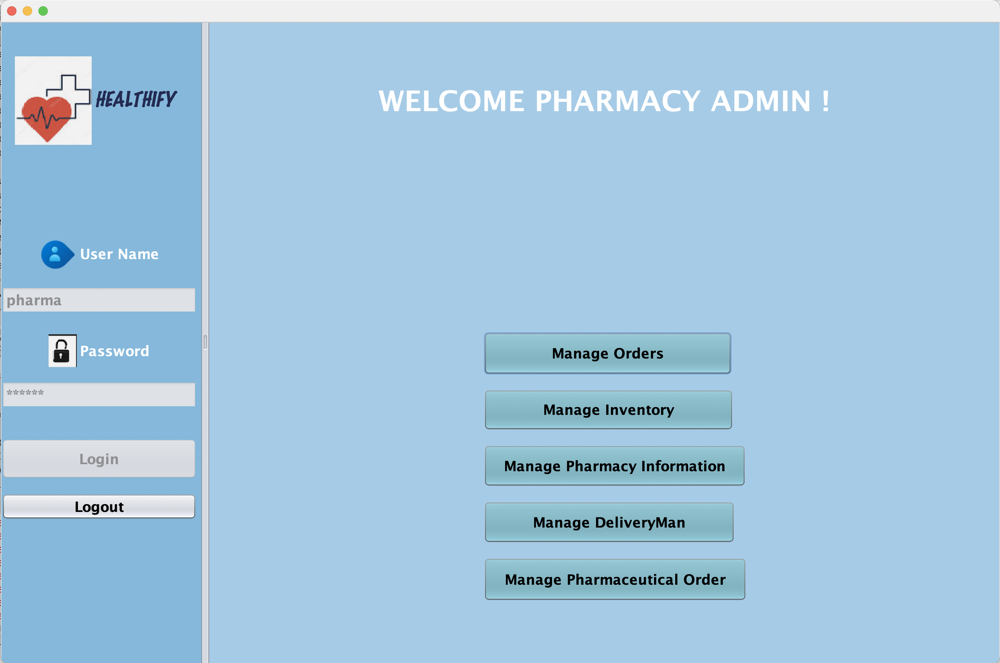 HEALTHIFY
User Name
pharma
Password
******
Login
Logout
WELCOME PHARMACY ADMIN !
Manage Orders
Manage Inventory
Manage Pharmacy Information
Manage DeliveryMan
Manage Pharmaceutical Order